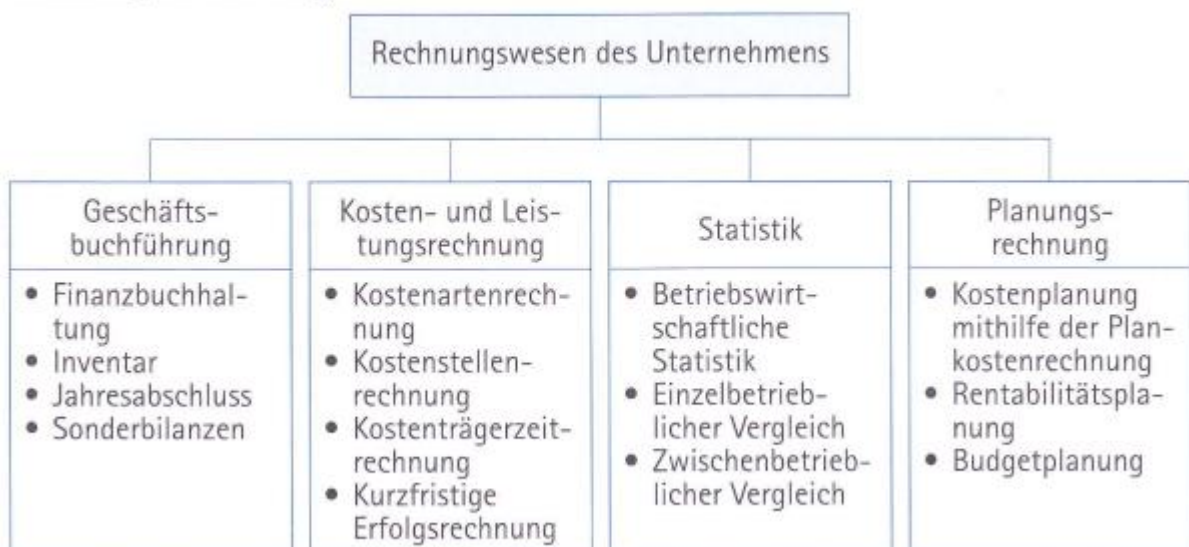 Rechnungswesen des Unternehmens
Geschäfts-
buchführung
• Finanzbuchhal-
tung
• Inventar
• Jahresabschluss
• Sonderbilanzen
Kosten- und Leis-
tungsrechnung
• Kostenartenrech-
nung
• Kostenstellen-
rechnung
• Kostenträgerzeit-
rechnung
• Kurzfristige
Erfolgsrechnung
Statistik
• Betriebswirt-
schaftliche
Statistik
• Einzelbetrieb-
licher Vergleich
• Zwischenbetrieb-
licher Vergleich
Planungs-
rechnung
• Kostenplanung
mithilfe der Plan-
kostenrechnung
• Rentabilitätspla-
nung
• Budgetplanung